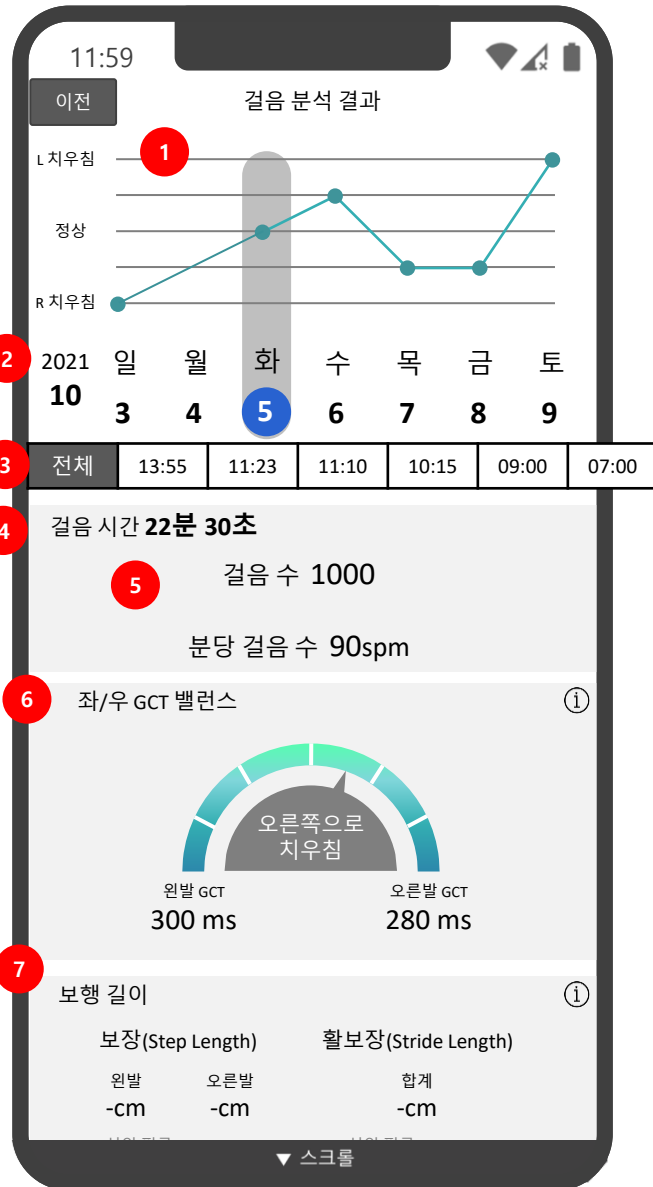 11:59
이전
걸음 분석 결과
L 치우침
1
정상
R 치우침
2
2021 일 월 화 수 목 금 토
10 3 4 5 6 7 8 9
3
전체 13:55 11:23 11:10 10:15 09:00 07:00
4
걸음 시간 22분 30초
5
걸음 수 1000
분당 걸음 수 90spm
6
좌/우 GCT 밸런스 i
오른쪽으로
치우침
왼발 GCT 오른발 GCT
300 ms 280 ms
7
보행 길이 i
보장(Step Length) 활보장(Stride Length)
왼발 오른발 합계
-cm -cm -cm
▼ 스크롤